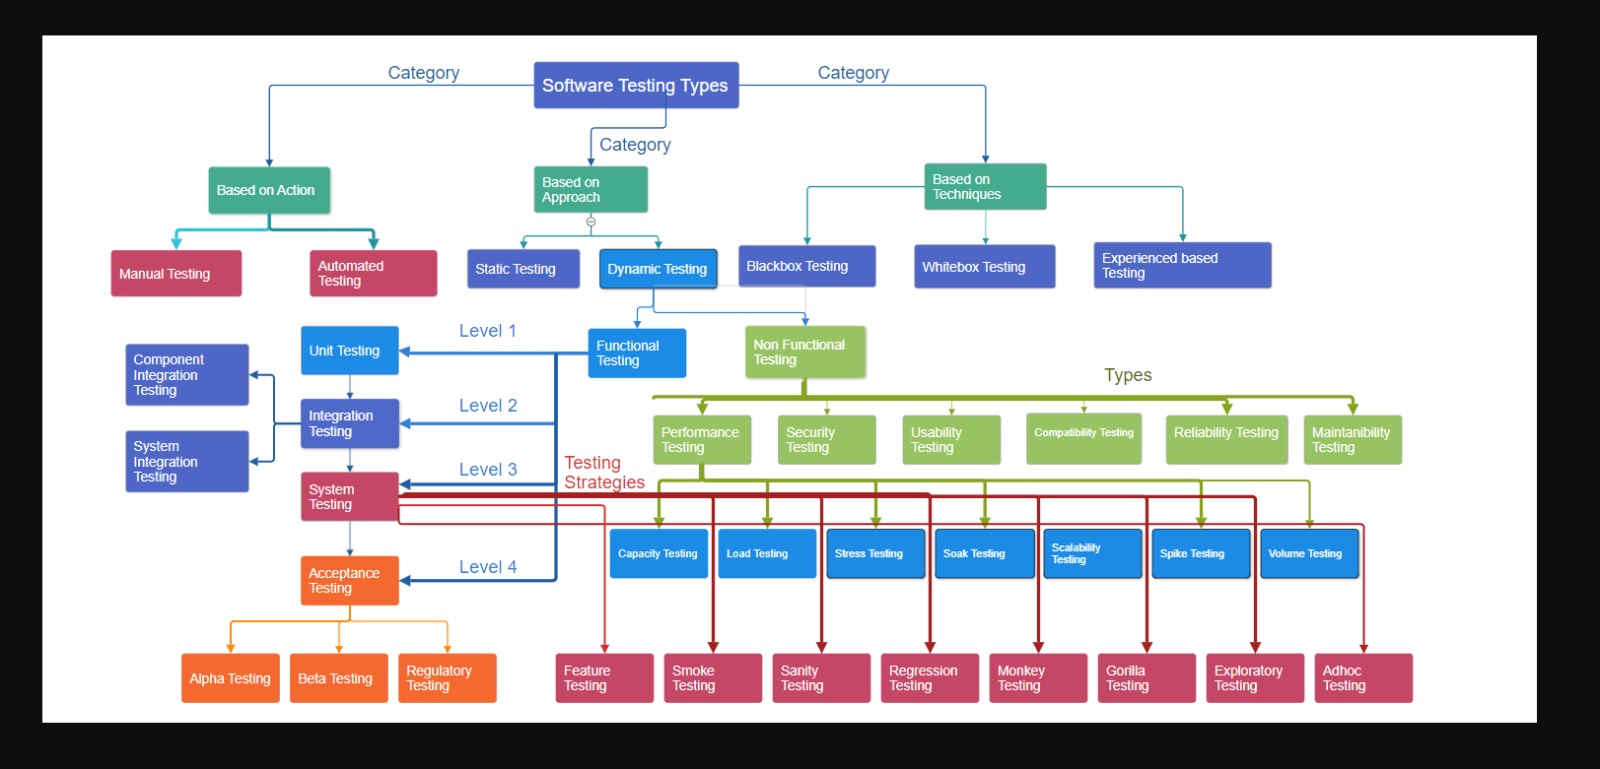 Category
Software Testing Types
Category
Category
Based on Action
Based on
Approach
Based on
Techniques
Manual Testing
Automated
Testing
Static Testing
Dynamic Testing
Blackbox Testing
Whitebox Testing
Experienced based
Testing
Level 1
Unit Testing
Functional
Testing
Non Functional
Testing
Component
Integration
Testing
Types
Level 2
Integration
Testing
System
Integration
Testing
Performance
Testing
Security
Testing
Usability
Testing
Compatibility Testing
Reliability Testing
Maintanibility
Testing
Level 3
Testing
Strategies
System
Testing
Capacity Testing
Load Testing
Stress Testing
Soak Testing
Scalability
Testing
Spike Testing
Volume Testing
Level 4
Acceptance
Testing
Alpha Testing
Beta Testing
Regulatory
Testing
Feature
Testing
Smoke
Testing
Sanity
Testing
Regression
Testing
Monkey
Testing
Gorilla
Testing
Exploratory
Testing
Adhoc
Testing